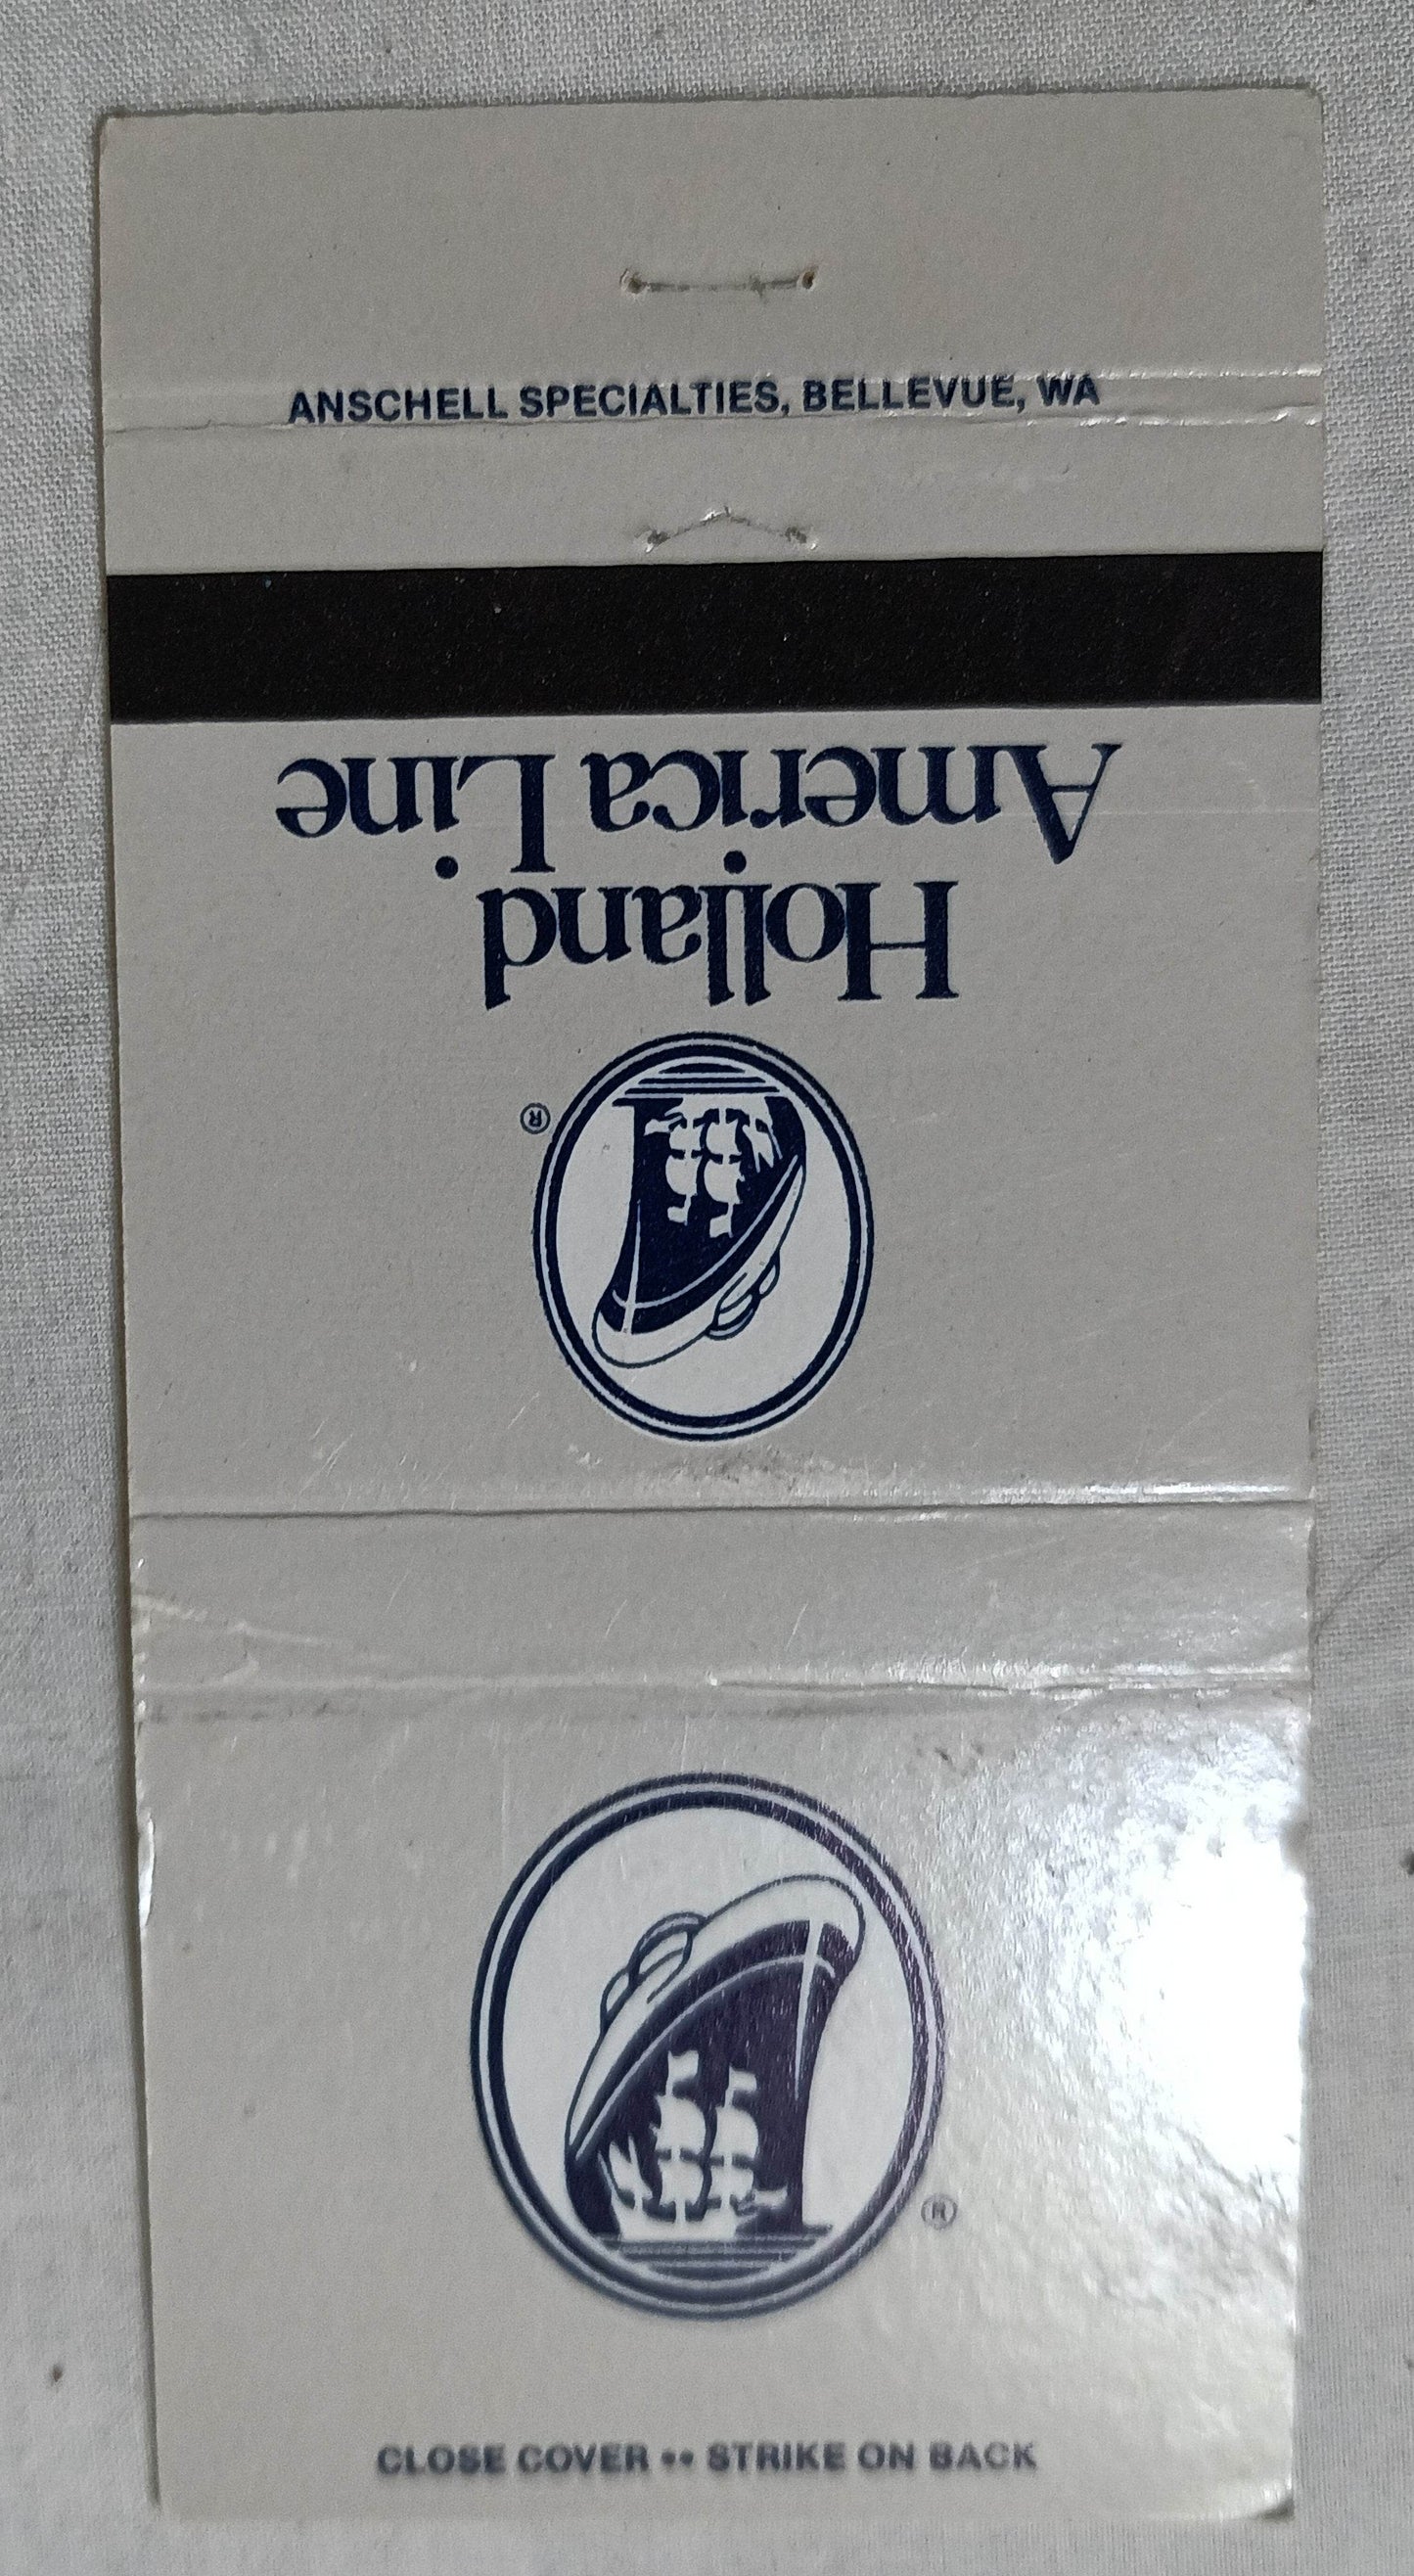 ANSCHELL SPECIALTIES, BELLEVUE, WA
Holland
America Line
®
®
CLOSE COVER •• STRIKE ON BACK